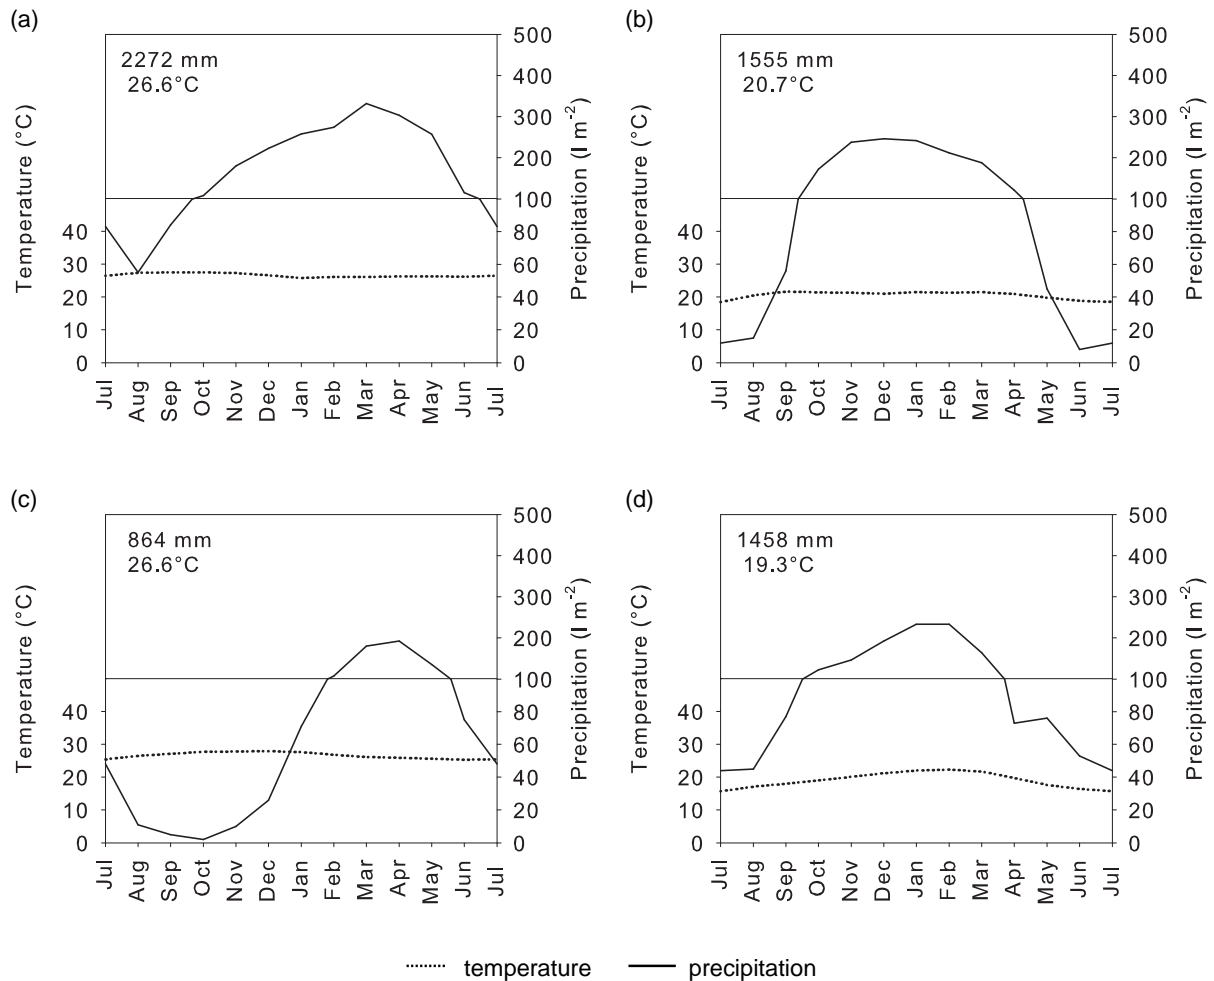 (a)
2272 mm
26.6°C
Temperature (°C)
40
30
20
10
0
500
400
300
200
100
80
60
40
20
0
Precipitation (l m-2)
Jul Aug Sep Oct Nov Dec Jan Feb Mar Apr May Jun Jul
(b)
1555 mm
20.7°C
Temperature (°C)
40
30
20
10
0
500
400
300
200
100
80
60
40
20
0
Precipitation (l m-2)
Jul Aug Sep Oct Nov Dec Jan Feb Mar Apr May Jun Jul
(c)
864 mm
26.6°C
Temperature (°C)
40
30
20
10
0
500
400
300
200
100
80
60
40
20
0
Precipitation (l m-2)
Jul Aug Sep Oct Nov Dec Jan Feb Mar Apr May Jun Jul
(d)
1458 mm
19.3°C
Temperature (°C)
40
30
20
10
0
500
400
300
200
100
80
60
40
20
0
Precipitation (l m-2)
Jul Aug Sep Oct Nov Dec Jan Feb Mar Apr May Jun Jul
temperature precipitation